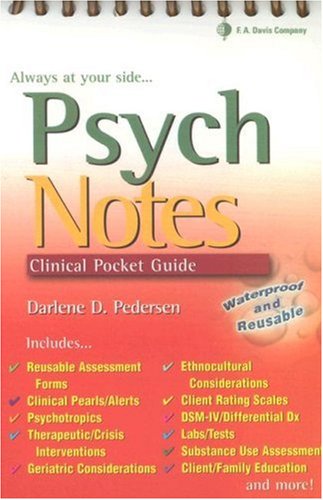 F. A. Davis Company
Always at your side...
Psych
Notes
Clinical Pocket Guide
Darlene D. Pedersen
Waterproof
and
Reusable
Includes...
Reusable Assessment
Forms
Clinical Pearls/Alerts
Psychotropics
Therapeutic/Crisis
Interventions
Geriatric Considerations
Ethnocultural
Considerations
Client Rating Scales
DSM-IV/Differential Dx
Labs/Tests
Substance Use Assessment
Client/Family Education
and more!